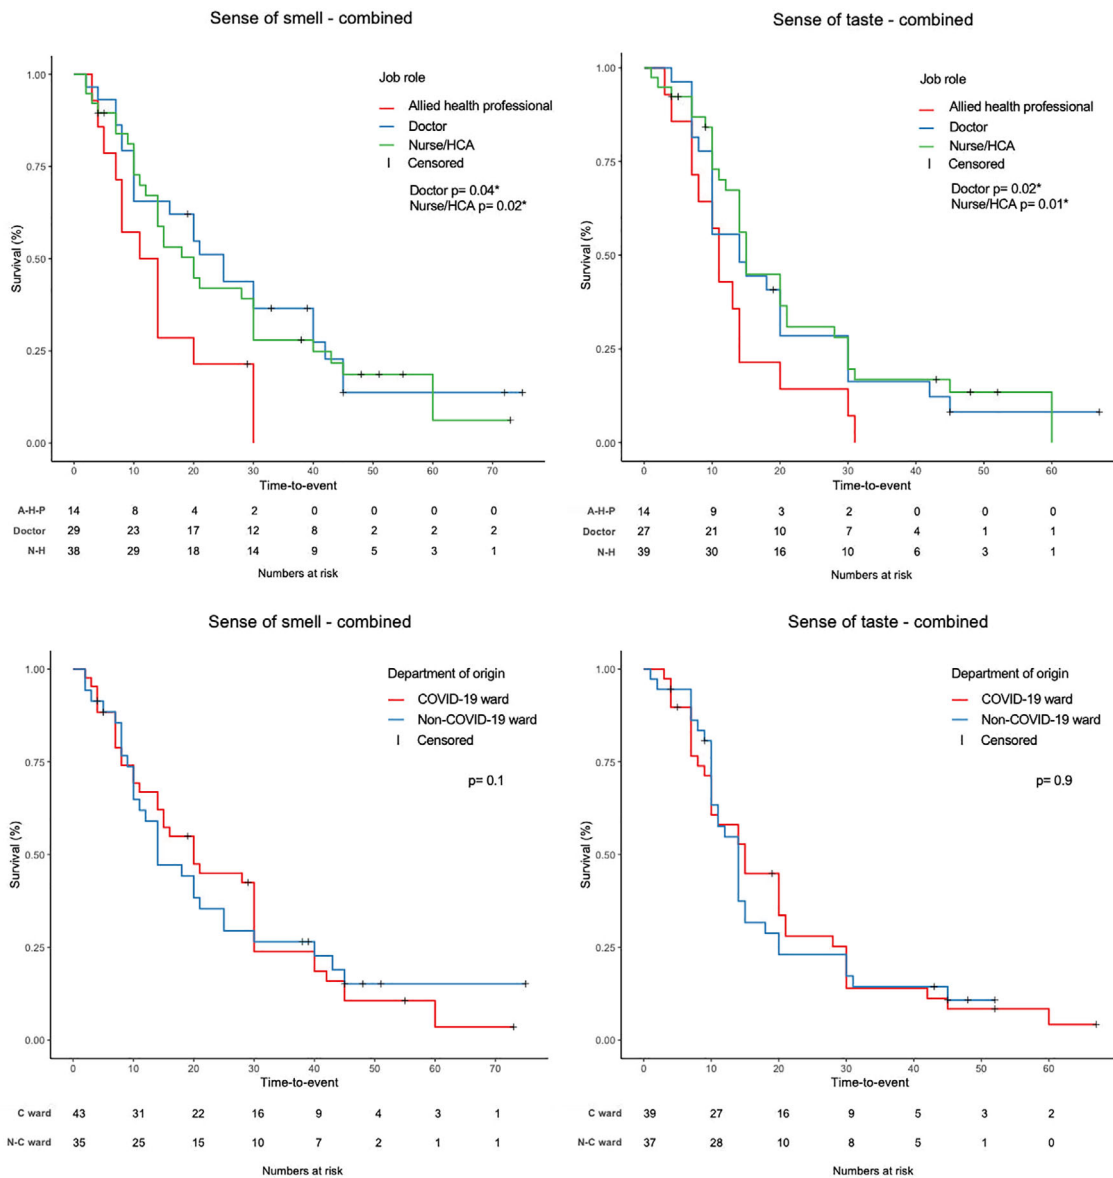 Sense of smell - combined
Survival (%)
1.00
0.75
0.50
0.25
0.00
Job role
Allied health professional
Doctor
Nurse/HCA
Censored
Doctor p= 0.04*
Nurse/HCA p= 0.02*
0 10 20 30 40 50 60 70
Time-to-event
A-H-P 14 8 4 2 0 0 0 0
Doctor 29 23 17 12 8 2 2 2
N-H 38 29 18 14 9 5 3 1
Numbers at risk
Sense of taste - combined
Survival (%)
1.00
0.75
0.50
0.25
0.00
Job role
Allied health professional
Doctor
Nurse/HCA
Censored
Doctor p= 0.02*
Nurse/HCA p= 0.01*
0 10 20 30 40 50 60
Time-to-event
A-H-P 14 9 3 2 0 0 0
Doctor 27 21 10 7 4 1 1
N-H 39 30 16 10 6 3 1
Numbers at risk
Sense of smell - combined
Survival (%)
1.00
0.75
0.50
0.25
0.00
Department of origin
COVID-19 ward
Non-COVID-19 ward
Censored
p= 0.1
0 10 20 30 40 50 60 70
Time-to-event
C ward 43 31 22 16 9 4 3 1
N-C ward 35 25 15 10 7 2 1 1
Numbers at risk
Sense of taste - combined
Survival (%)
1.00
0.75
0.50
0.25
0.00
Department of origin
COVID-19 ward
Non-COVID-19 ward
Censored
p= 0.9
0 10 20 30 40 50 60
Time-to-event
C ward 39 27 16 9 5 3 2
N-C ward 37 28 10 8 5 1 0
Numbers at risk